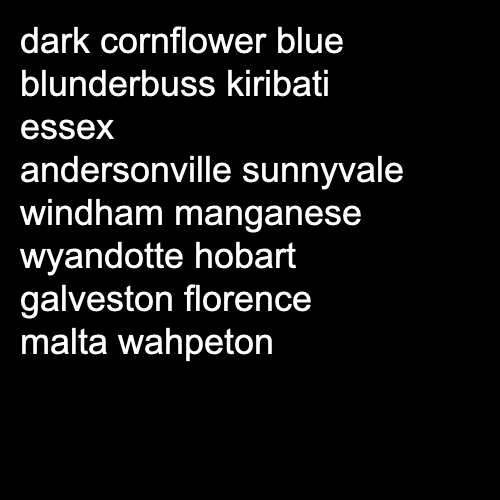 dark cornflower blue
blunderbuss kiribati
essex
andersonville sunnyvale
windham manganese
wyandotte hobart
galveston florence
malta wahpeton